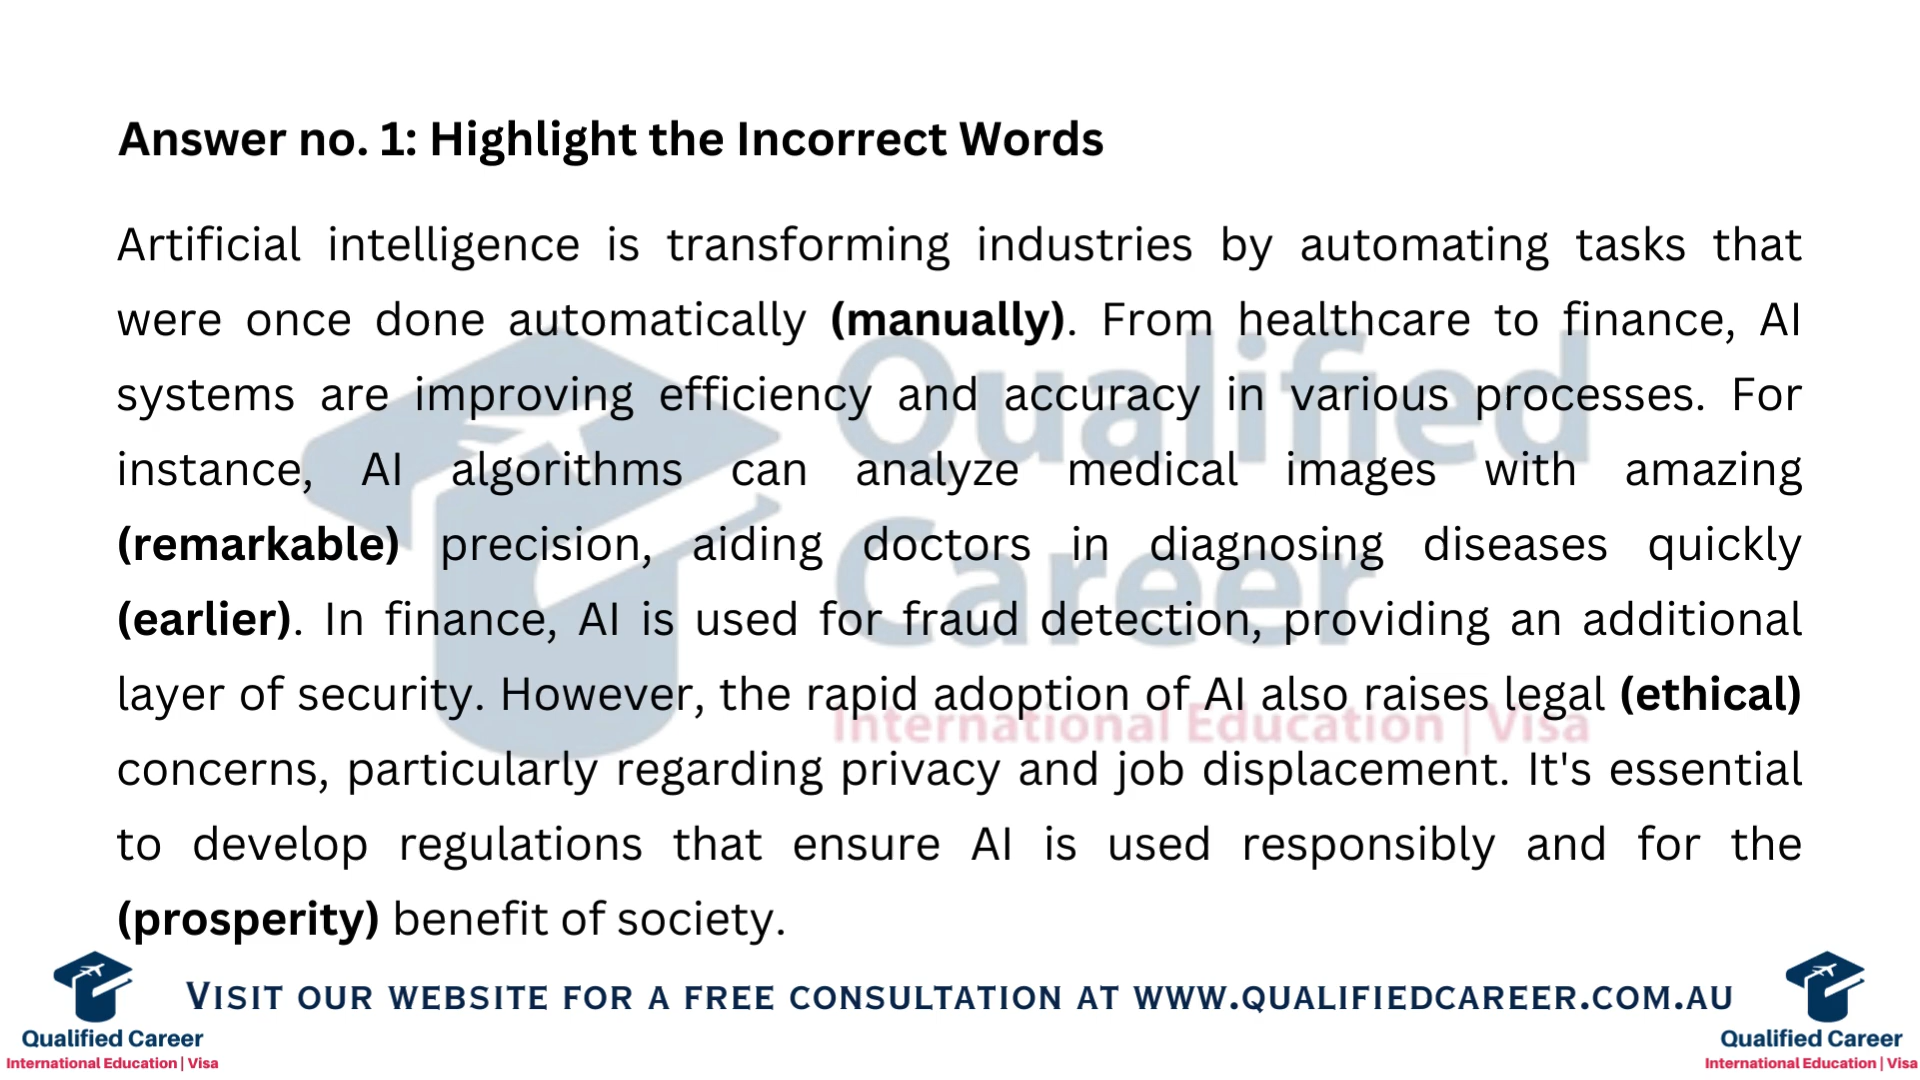 Answer no. 1: Highlight the Incorrect Words
Artificial intelligence is transforming industries by automating tasks that
were once done automatically (manually). From healthcare to finance, AI
systems are improving efficiency and accuracy in various processes. For
instance, AI algorithms can analyze medical images with amazing
(remarkable) precision, aiding doctors in diagnosing diseases quickly
(earlier). In finance, AI is used for fraud detection, providing an additional
layer of security. However, the rapid adoption of AI also raises legal (ethical)
concerns, particularly regarding privacy and job displacement. It's essential
to develop regulations that ensure AI is used responsibly and for the
(prosperity) benefit of society.
Qualified
Career
International Education | Visa
VISIT OUR WEBSITE FOR A FREE CONSULTATION AT WWW.QUALIFIEDCAREER.COM.AU
Qualified Career
International Education | Visa
Qualified Career
International Education | Visa